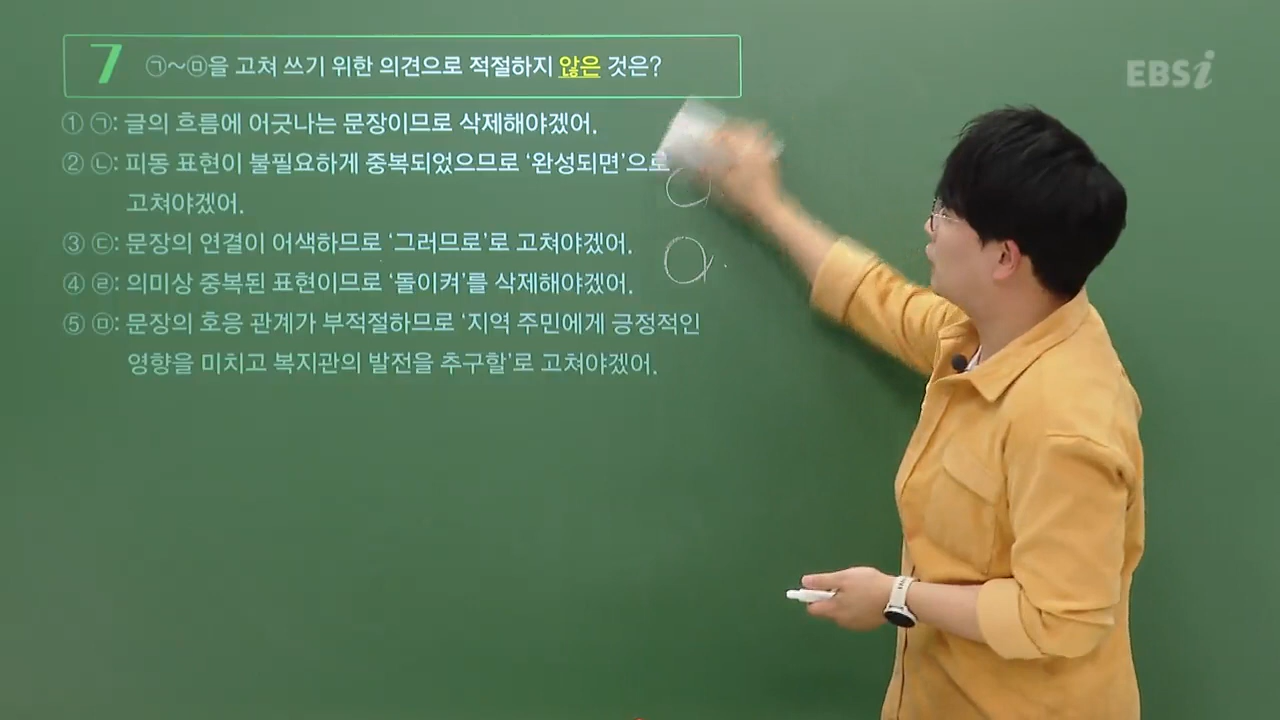 7 ㉠~㉤을 고쳐 쓰기 위한 의견으로 적절하지 않은 것은?
EBSi
① ㉠: 글의 흐름에 어긋나는 문장이므로 삭제해야겠어.
② ㉡: 피동 표현이 불필요하게 중복되었으므로 ‘완성되면’으로
고쳐야겠어.
③ ㉢: 문장의 연결이 어색하므로 ‘그러므로’로 고쳐야겠어.
④ ㉣: 의미상 중복된 표현이므로 ‘돌이켜’를 삭제해야겠어.
⑤ ㉤: 문장의 호응 관계가 부적절하므로 ‘지역 주민에게 긍정적인
영향을 미치고 복지관의 발전을 추구할’로 고쳐야겠어.